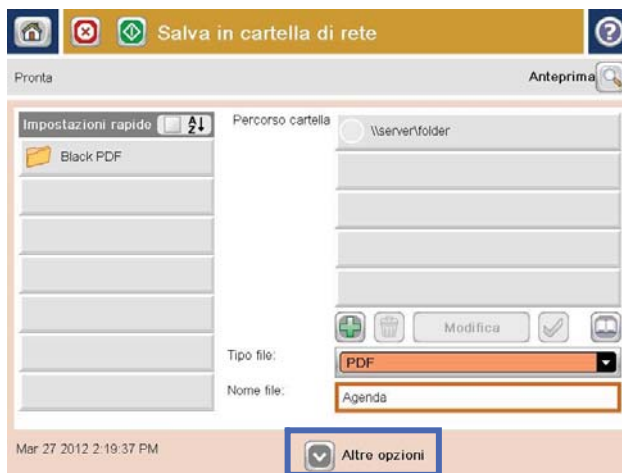 Salva in cartella di rete
Pronta
Anteprima
Impostazioni rapido
Percorso cartella
\\server\folder
Black PDF
Modifica
Tipo file:
PDF
Nome file:
Agenda
Mar 27 2012 2:19:37 PM
Altre opzioni